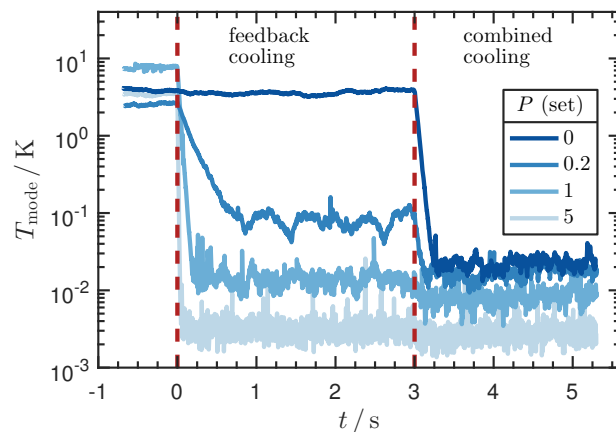 feedback
cooling
combined
cooling
10^1
10^0
10^-1
10^-2
10^-3
T_mode / K
P (set)
0
0.2
1
5
-1 0 1 2 3 4 5
t / s